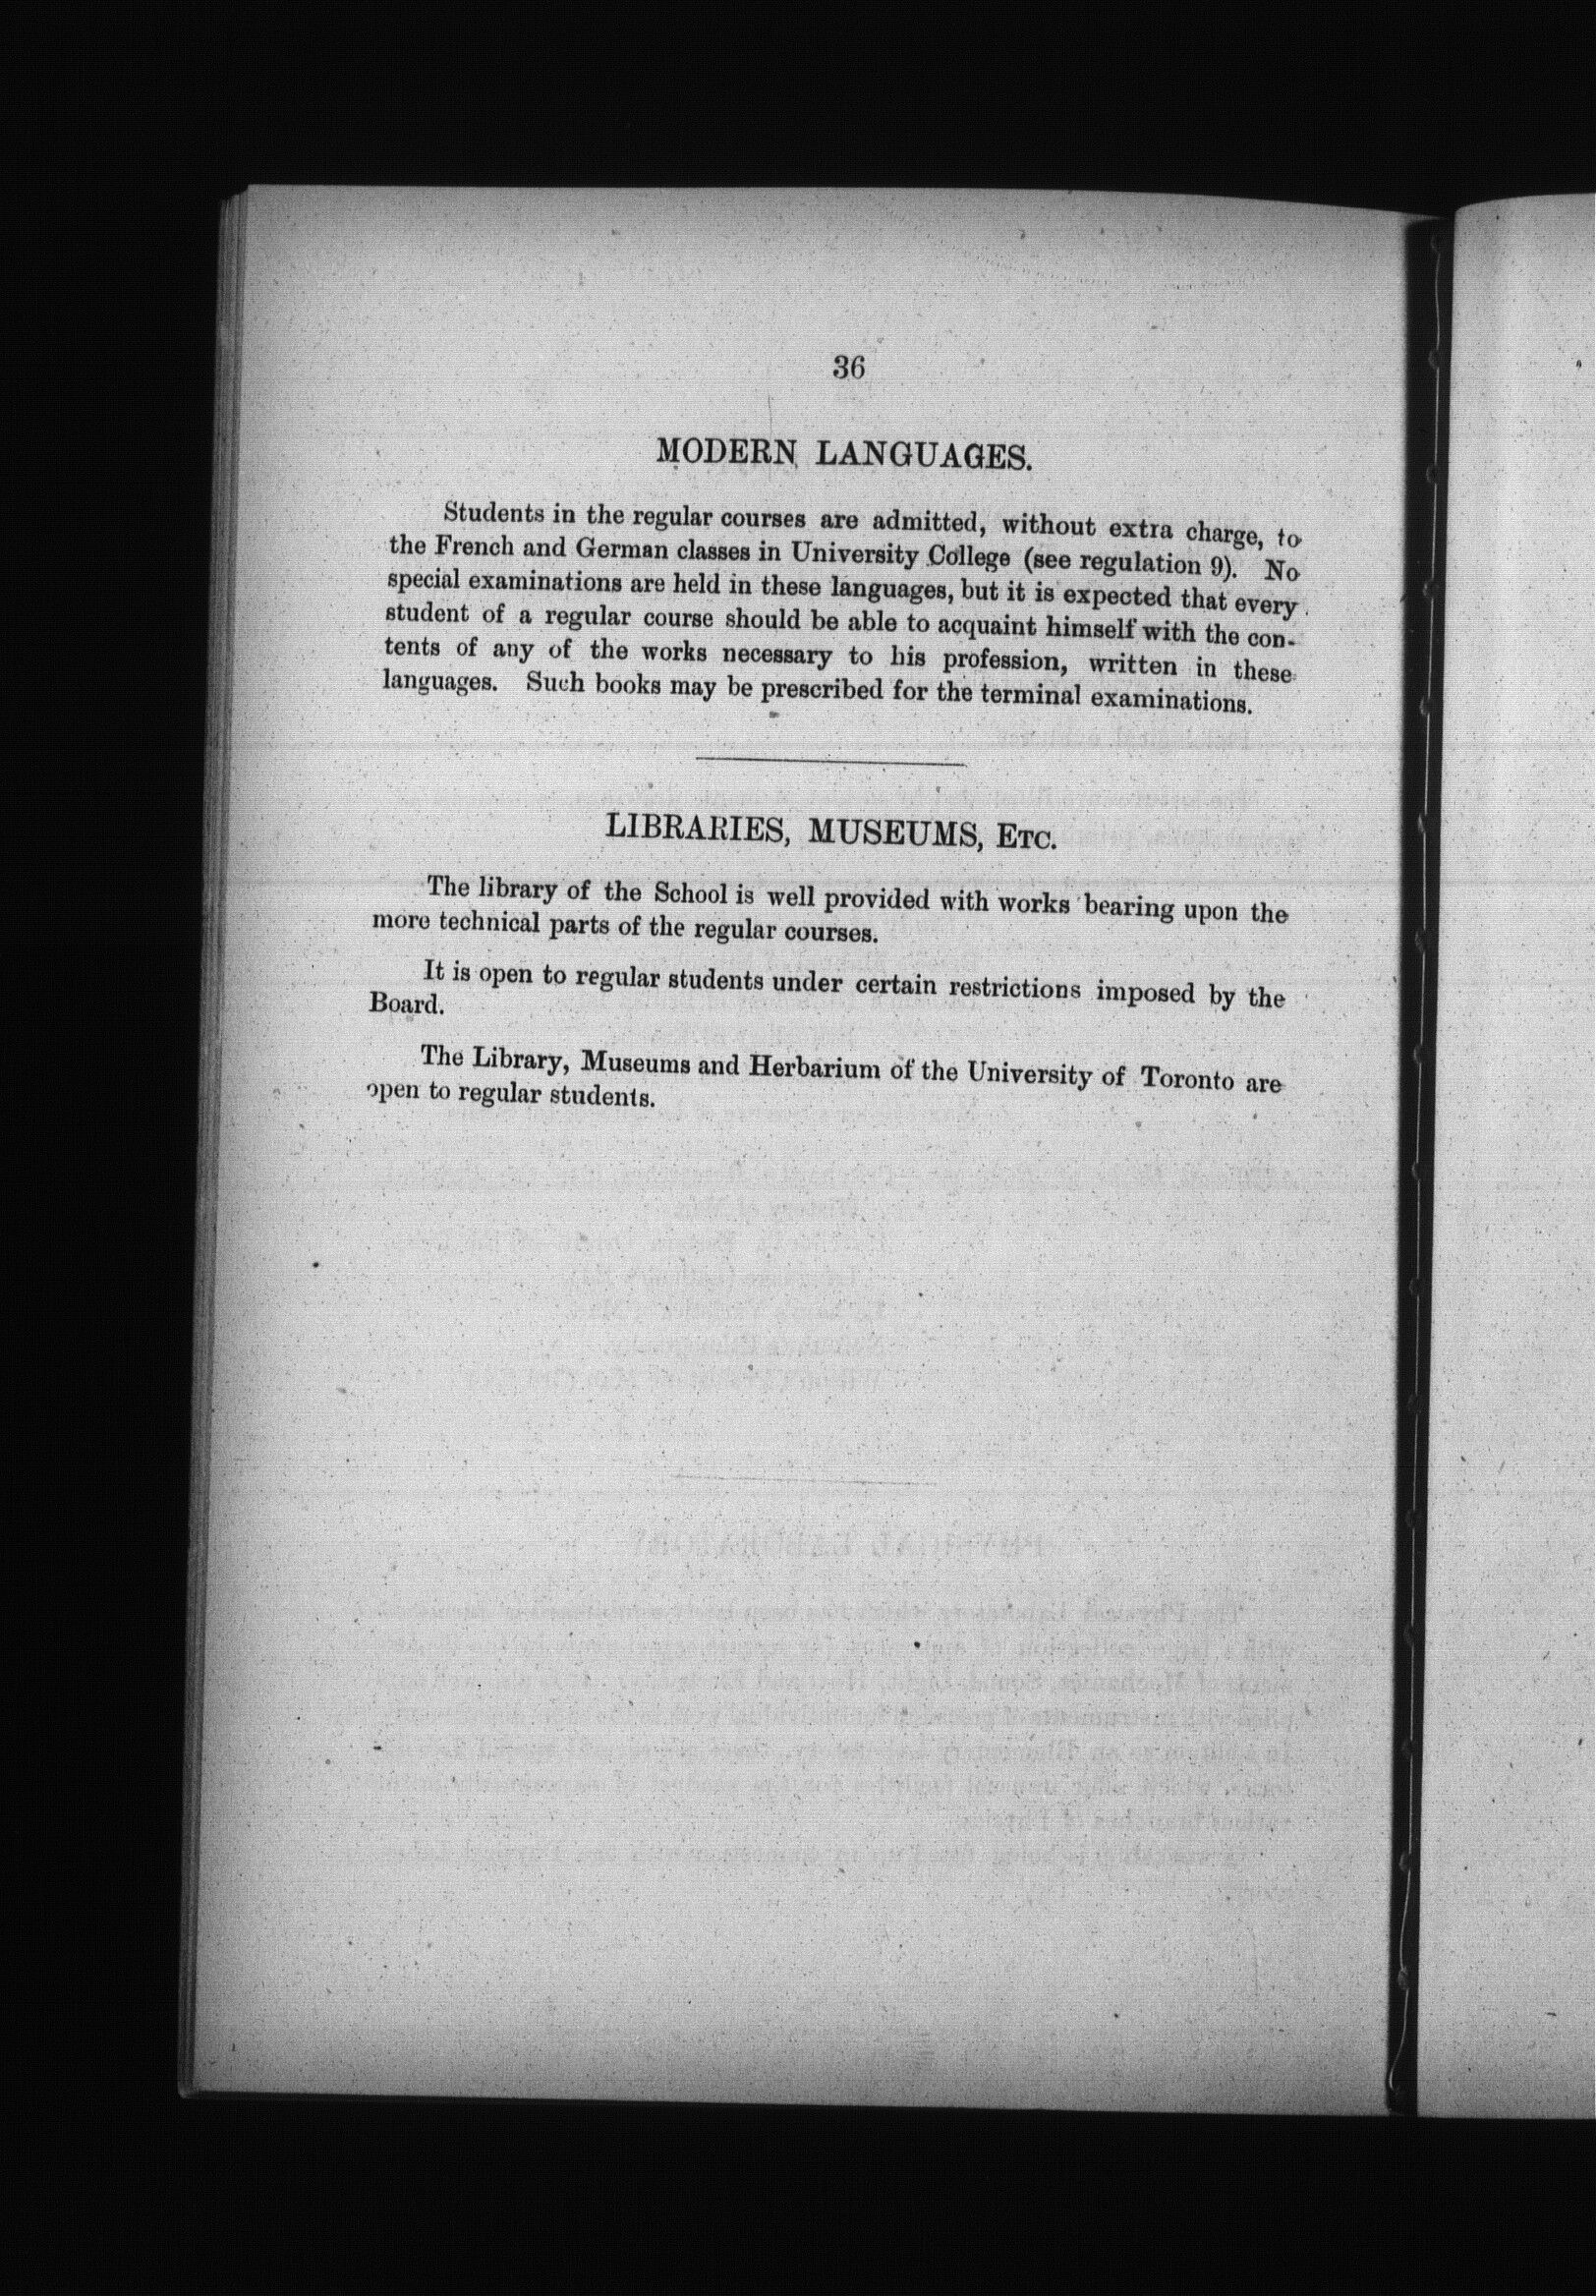 36
MODERN LANGUAGES.
Students in the regular courses are admitted, without extra charge, to
the French and German classes in University College (see regulation 9). No
special examinations are held in these languages, but it is expected that every
student of a regular course should be able to acquaint himself with the con-
tents of any of the works necessary to his profession, written in these
languages. Such books may be prescribed for the terminal examinations.
LIBRARIES, MUSEUMS, ETC.
The library of the School is well provided with works bearing upon the
more technical parts of the regular courses.
It is open to regular students under certain restrictions imposed by the
Board.
The Library, Museums and Herbarium of the University of Toronto are
open to regular students.